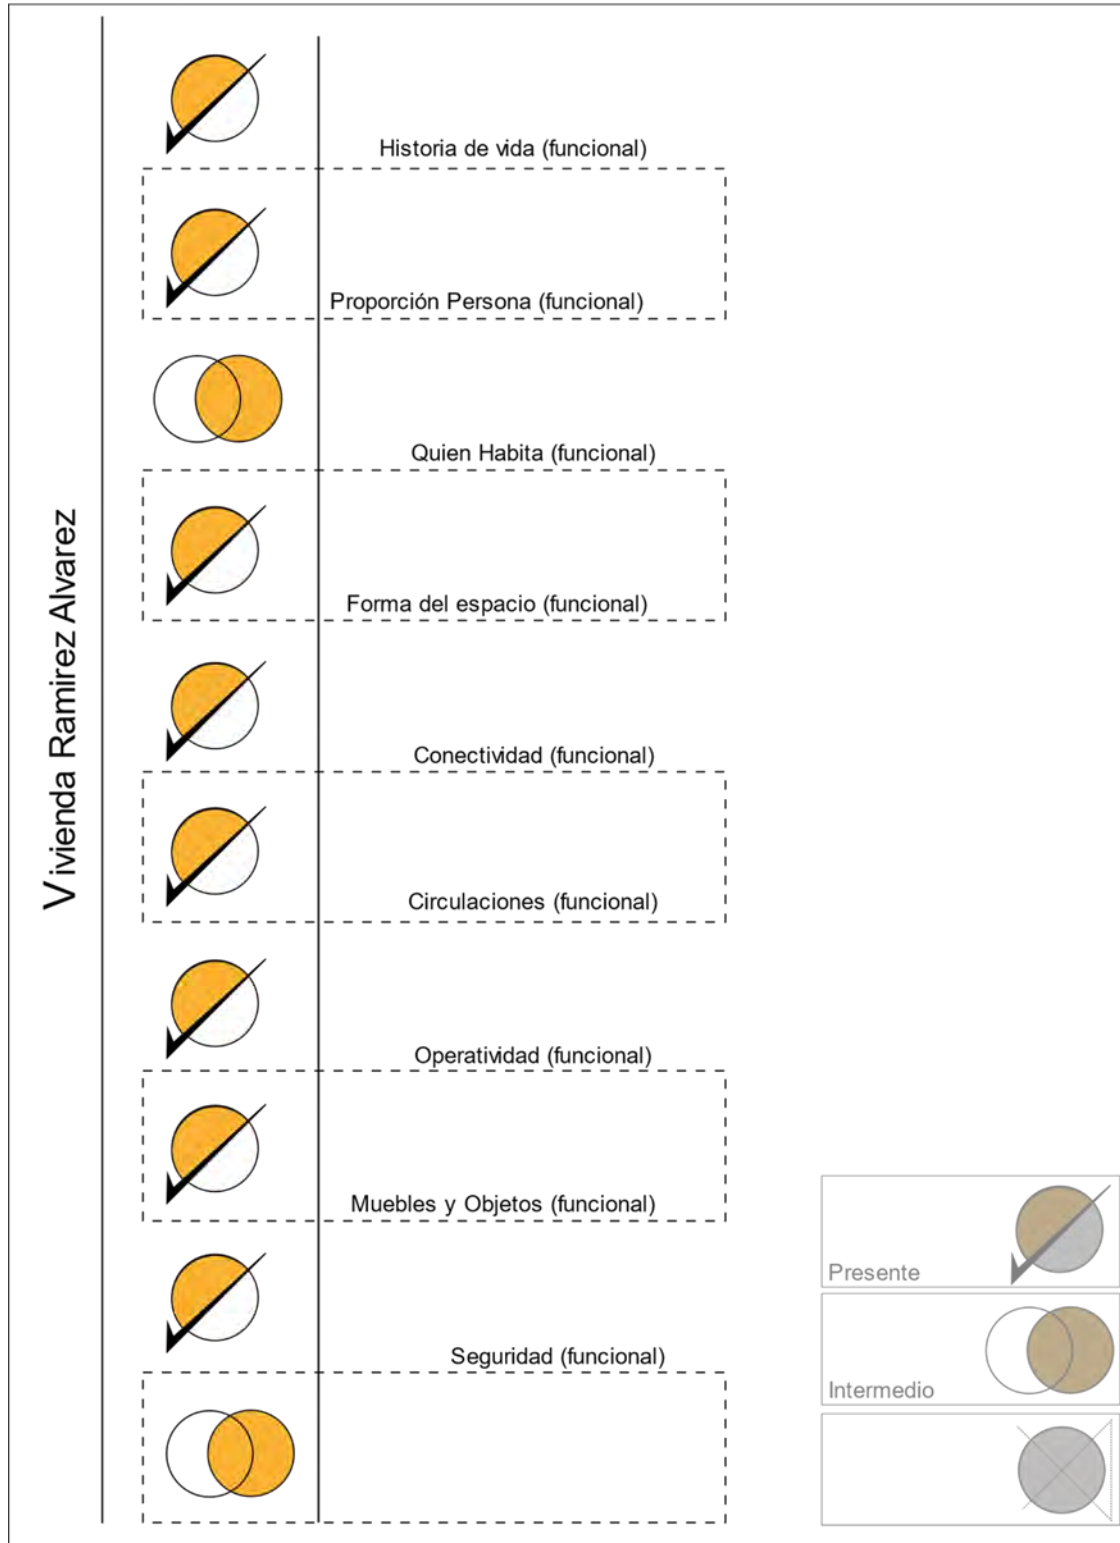 Vivienda Ramirez Alvarez
Historia de vida (funcional)
Proporción Persona (funcional)
Quien Habita (funcional)
Forma del espacio (funcional)
Conectividad (funcional)
Circulaciones (funcional)
Operatividad (funcional)
Muebles y Objetos (funcional)
Seguridad (funcional)
Presente
Intermedio